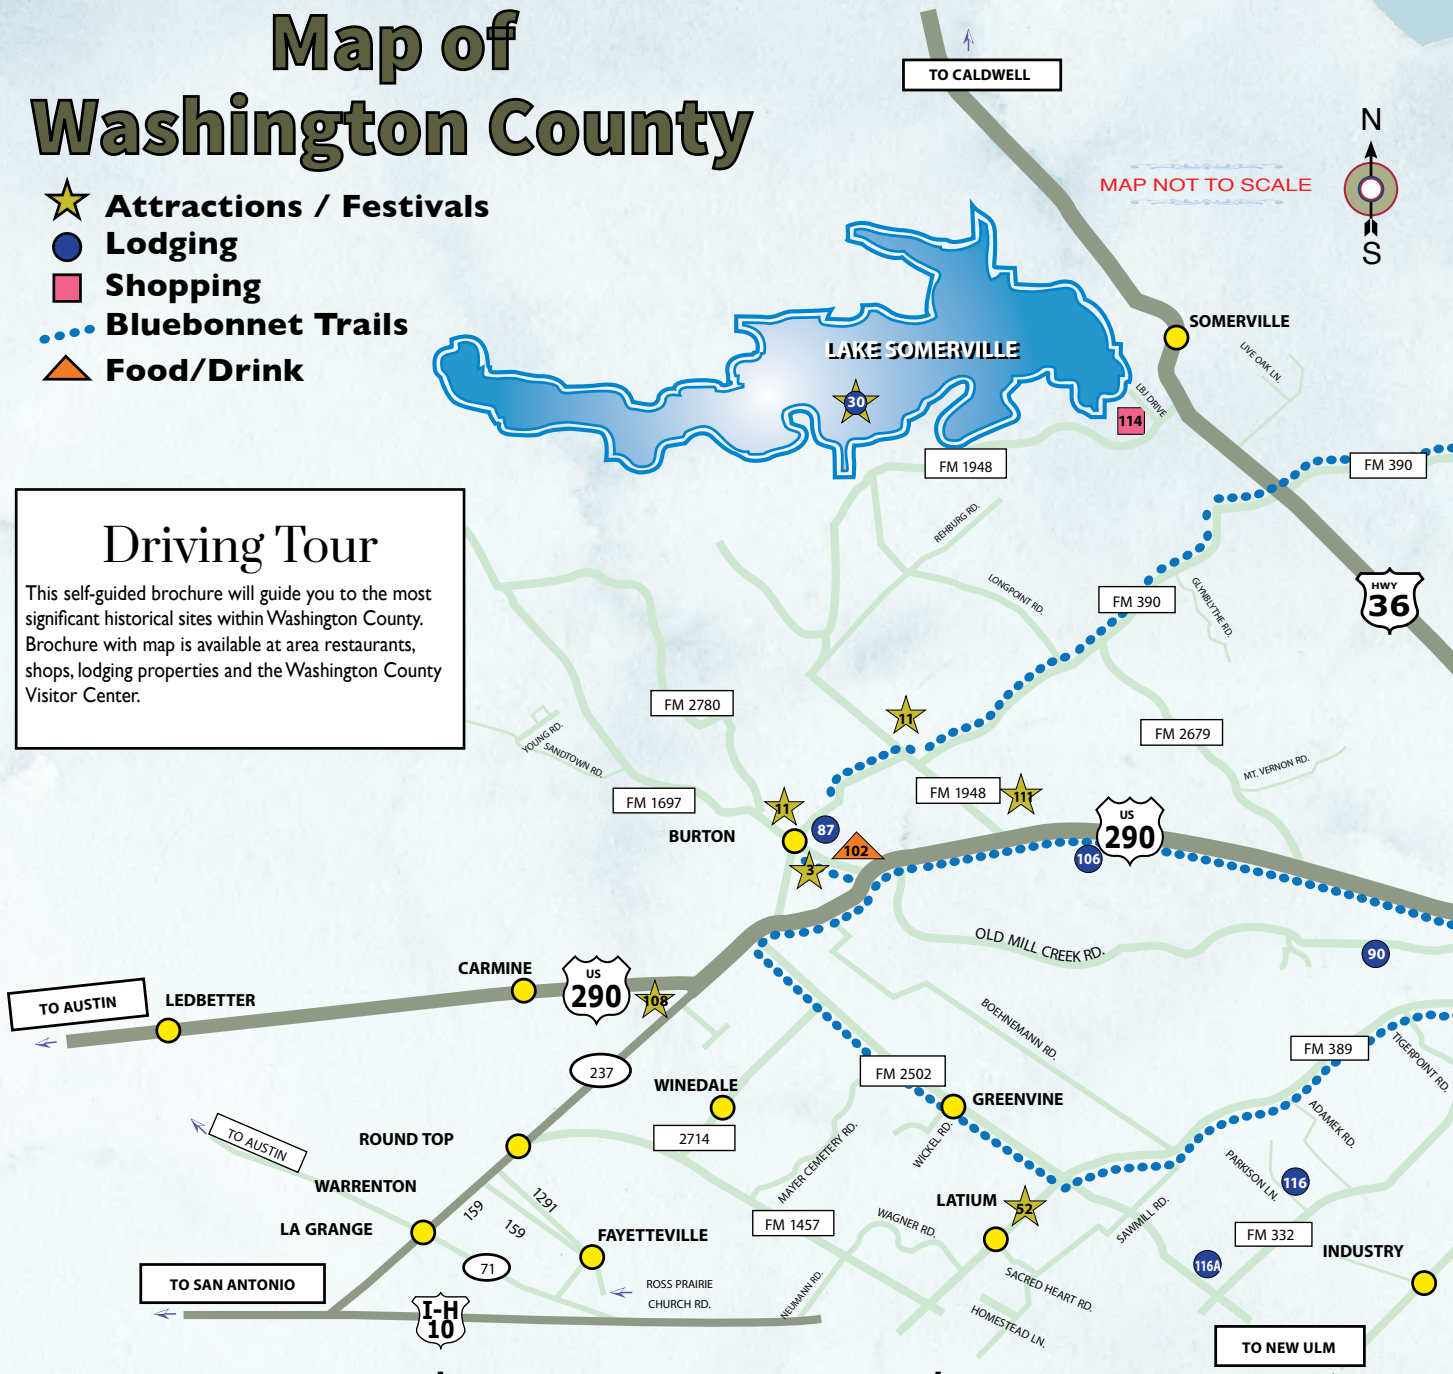 Map of
Washington County
Attractions / Festivals
Lodging
Shopping
Bluebonnet Trails
Food/Drink
TO CALDWELL
N
MAP NOT TO SCALE
S
SOMERVILLE
LIVE OAK LN.
LAKE SOMERVILLE
30
LBJ DRIVE
114
FM 1948
FM 390
Driving Tour
This self-guided brochure will guide you to the most
significant historical sites within Washington County.
Brochure with map is available at area restaurants,
shops, lodging properties and the Washington County
Visitor Center.
REHBURG RD.
LONGPOINT RD.
FM 390
GLYNBLYTHE RD.
HWY
36
FM 2780
11
FM 2679
YOUNG RD.
SANDTOWN RD.
MT. VERNON RD.
FM 1697
FM 1948
111
11
BURTON
87
102
3
US
290
106
OLD MILL CREEK RD.
90
CARMINE
US
290
108
TO AUSTIN
LEDBETTER
BOEHNEMANN RD.
FM 389
TIGERPOINT RD.
237
FM 2502
WINEDALE
GREENVINE
ADAMEK RD.
TO AUSTIN
ROUND TOP
2714
MAYER CEMETERY RD.
WICKEL RD.
PARKISON LN.
116
WARRENTON
159
1291
159
LATIUM
52
LA GRANGE
FAYETTEVILLE
FM 1457
WAGNER RD.
SAWMILL RD.
FM 332
INDUSTRY
71
116A
TO SAN ANTONIO
ROSS PRAIRIE
CHURCH RD.
NEUMANN RD.
SACRED HEART RD.
HOMESTEAD LN.
I-H
10
TO NEW ULM